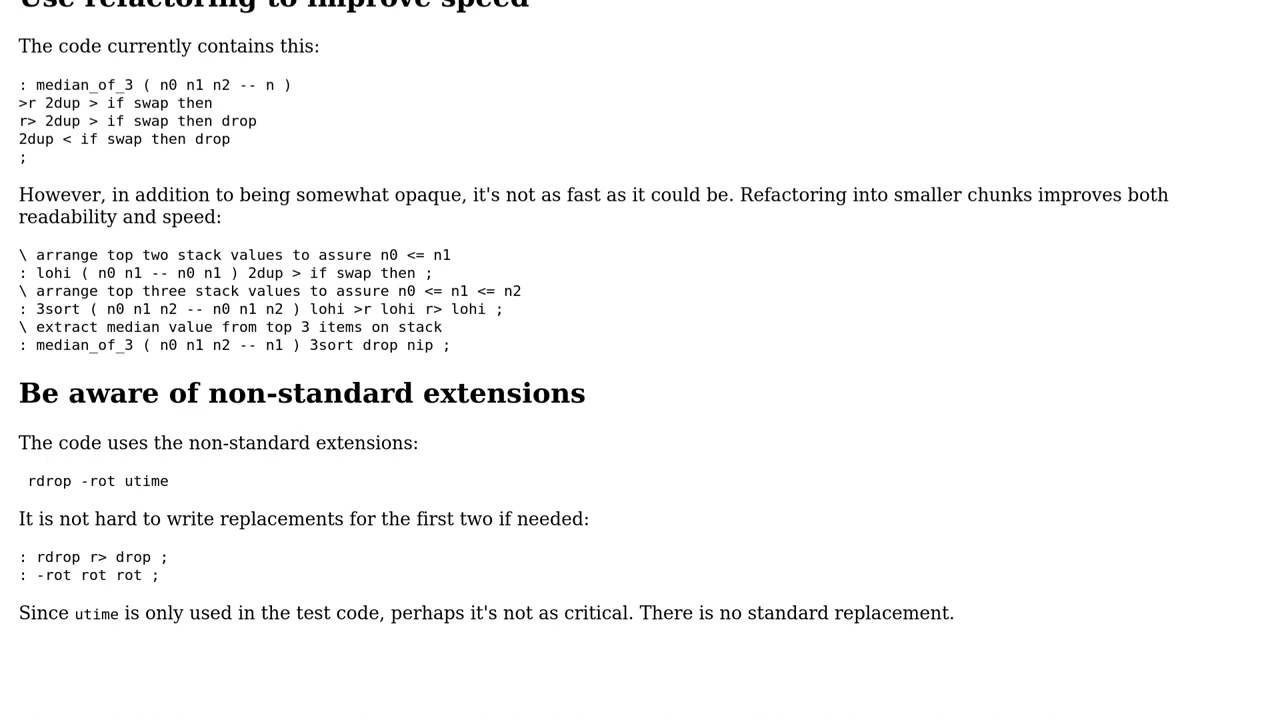 Use refactoring to improve speed
The code currently contains this:
: median_of_3 ( n0 n1 n2 -- n )
>r 2dup > if swap then
r> 2dup > if swap then drop
2dup < if swap then drop
;
However, in addition to being somewhat opaque, it's not as fast as it could be. Refactoring into smaller chunks improves both
readability and speed:
\ arrange top two stack values to assure n0 <= n1
: lohi ( n0 n1 -- n0 n1 ) 2dup > if swap then ;
\ arrange top three stack values to assure n0 <= n1 <= n2
: 3sort ( n0 n1 n2 -- n0 n1 n2 ) lohi >r lohi r> lohi ;
\ extract median value from top 3 items on stack
: median_of_3 ( n0 n1 n2 -- n1 ) 3sort drop nip ;
Be aware of non-standard extensions
The code uses the non-standard extensions:
rdrop -rot utime
It is not hard to write replacements for the first two if needed:
: rdrop r> drop ;
: -rot rot rot ;
Since utime is only used in the test code, perhaps it's not as critical. There is no standard replacement.